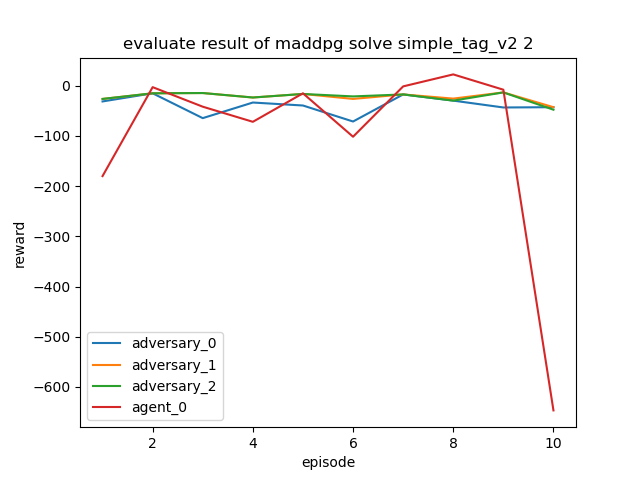 evaluate result of maddpg solve simple_tag_v2 2
reward
0
−100
−200
−300
−400
−500
−600
adversary_0
adversary_1
adversary_2
agent_0
2
4
6
8
10
episode